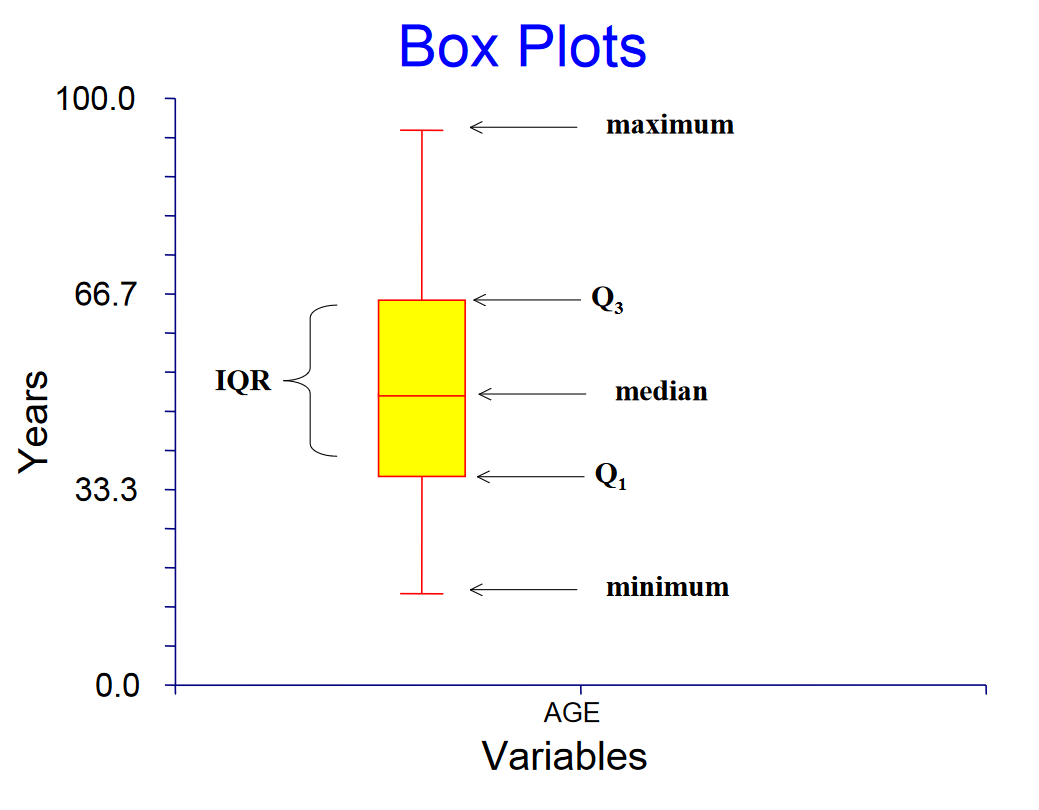 Box Plots
100.0
maximum
66.7
Q3
IQR
median
Years
33.3
Q1
minimum
0.0
AGE
Variables